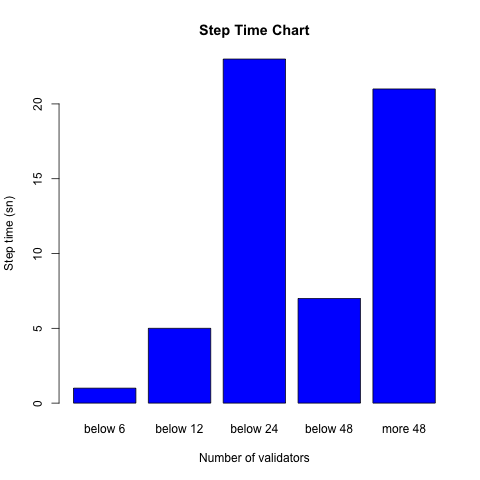 Step Time Chart
Step time (sn)
20
15
10
5
0
below 6 below 12 below 24 below 48 more 48
Number of validators